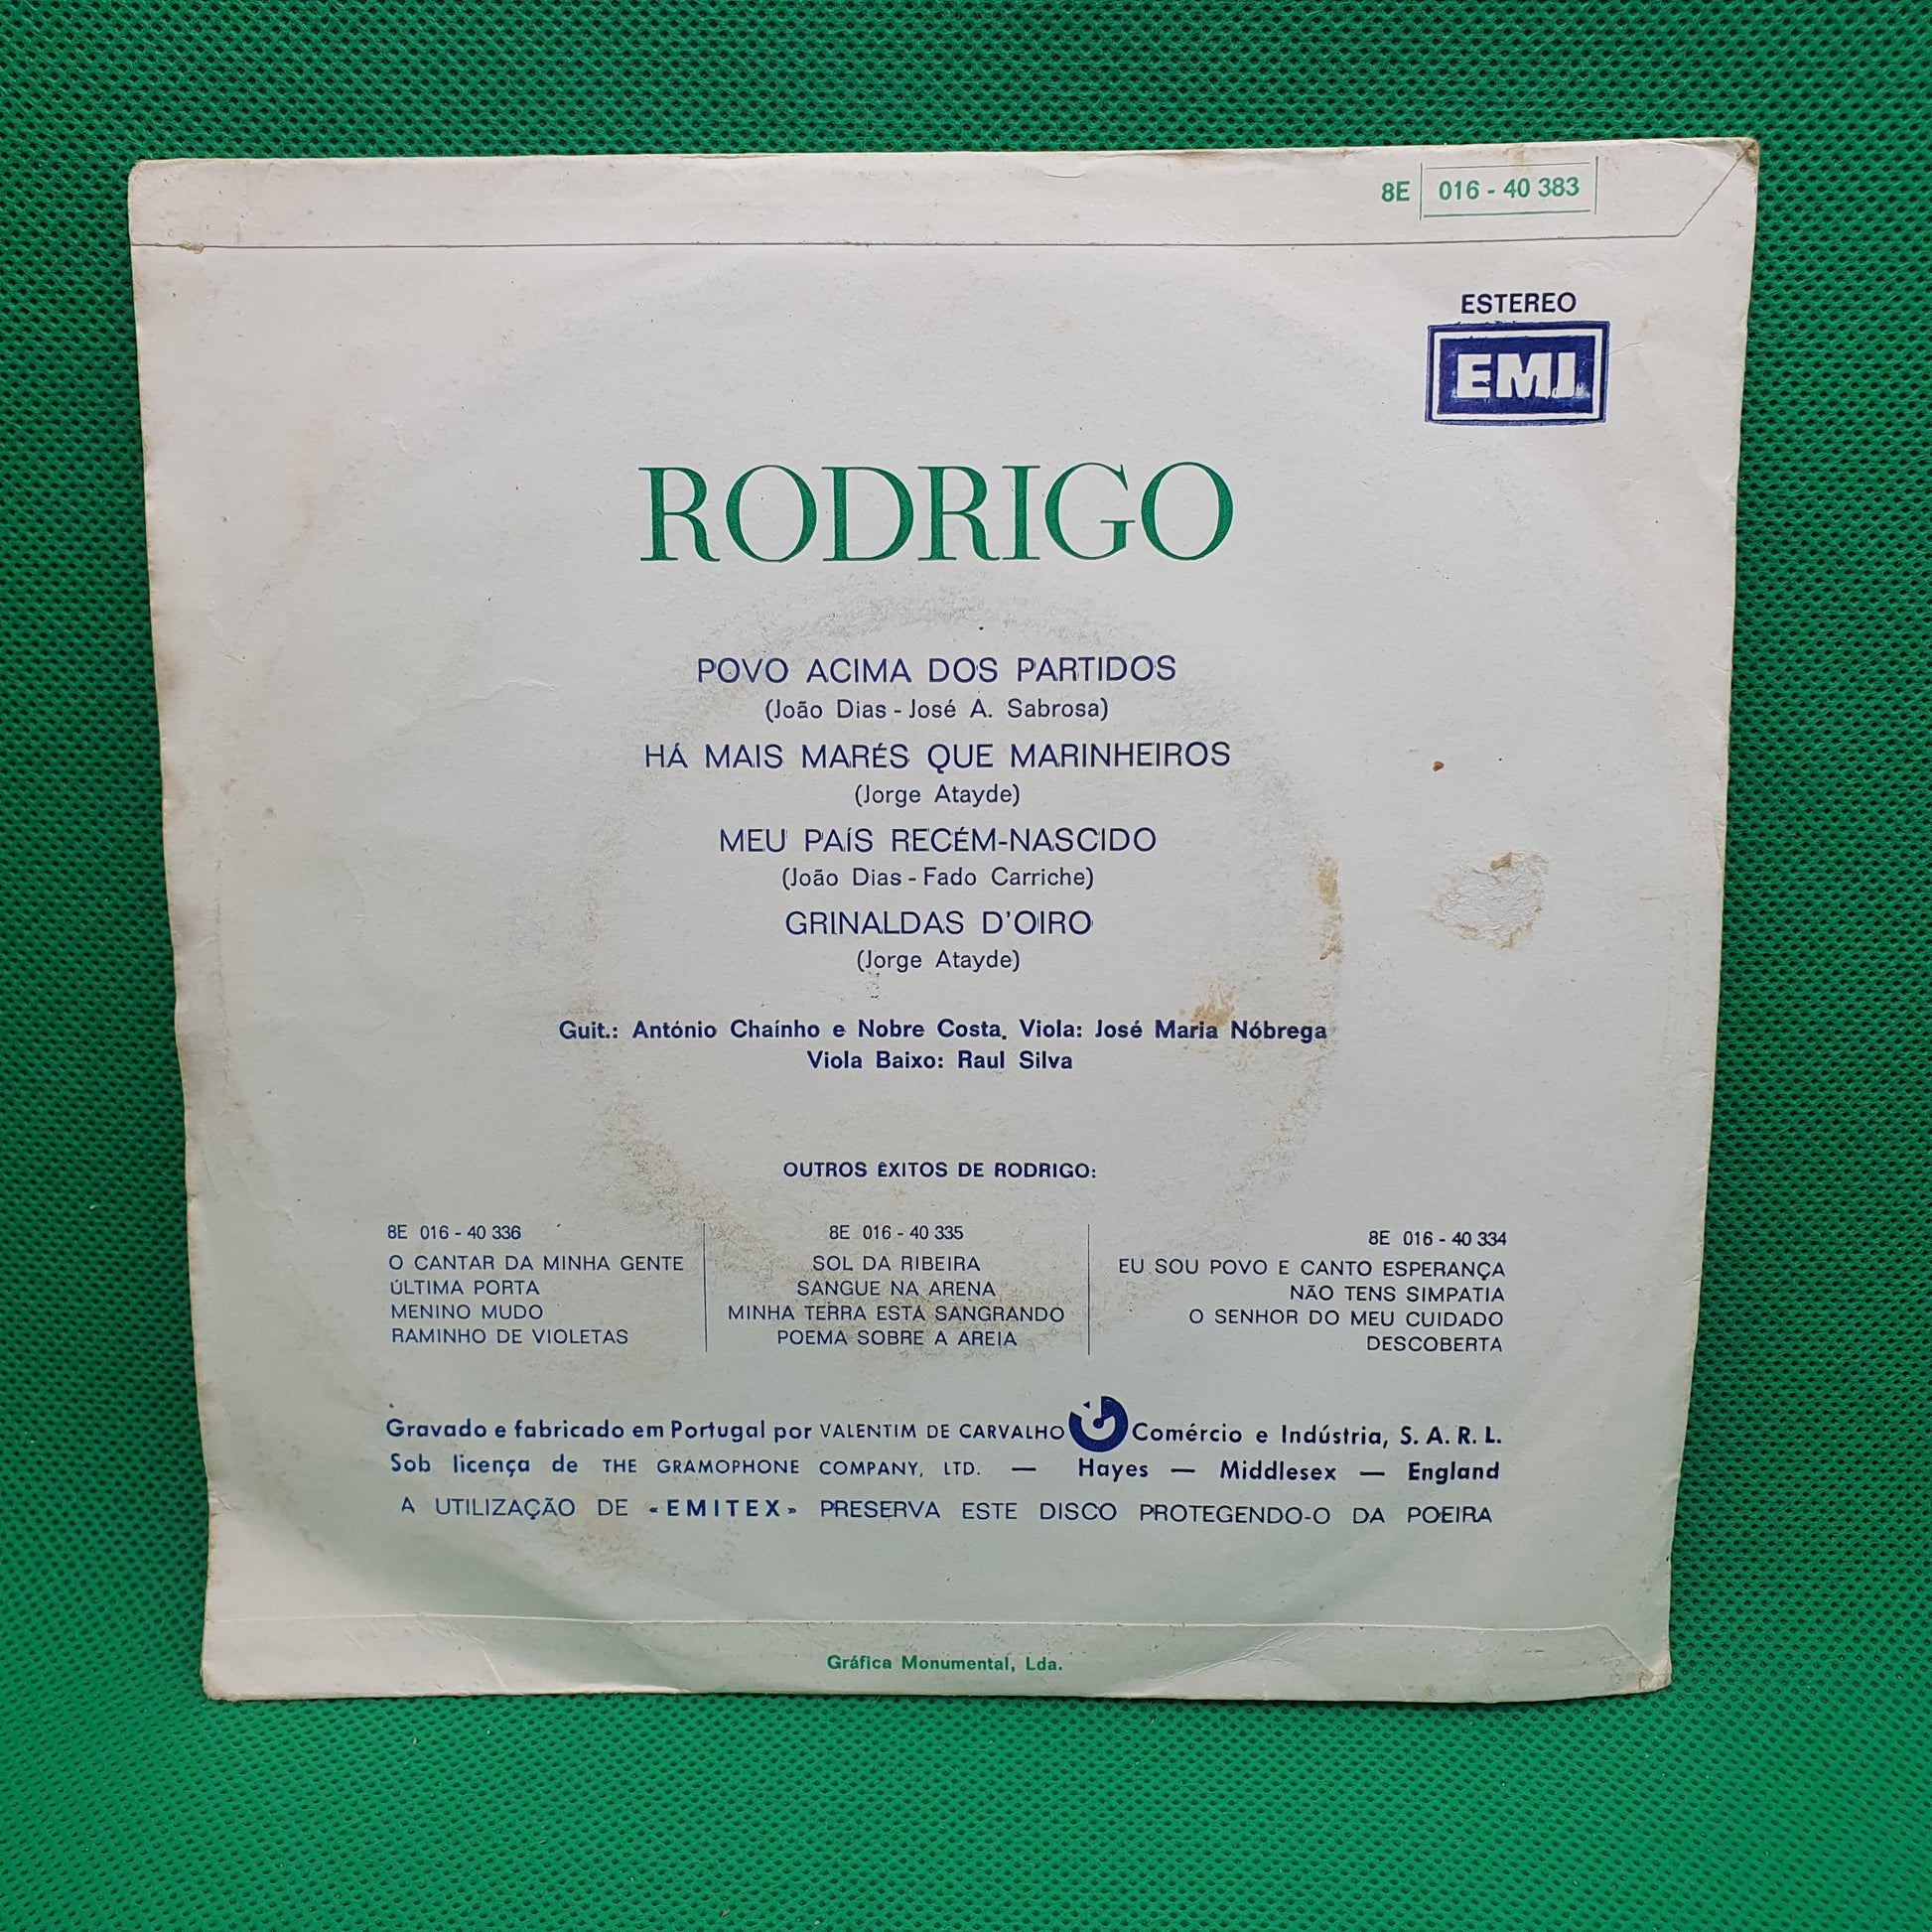 8E 016 - 40 383
ESTEREO
EMI
RODRIGO
POVO ACIMA DOS PARTIDOS
(João Dias - José A. Sabrosa)
HÁ MAIS MARÉS QUE MARINHEIROS
(Jorge Atayde)
MEU PAÍS RECÉM-NASCIDO
(João Dias - Fado Carriche)
GRINALDAS D'OIRO
(Jorge Atayde)
Guit.: António Chaínho e Nobre Costa. Viola: José Maria Nóbrega
Viola Baixo: Raul Silva
OUTROS ÊXITOS DE RODRIGO:
8E 016 - 40 336
O CANTAR DA MINHA GENTE
ÚLTIMA PORTA
MENINO MUDO
RAMINHO DE VIOLETAS
8E 016 - 40 335
SOL DA RIBEIRA
SANGUE NA ARENA
MINHA TERRA ESTÁ SANGRANDO
POEMA SOBRE A AREIA
8E 016 - 40 334
EU SOU POVO E CANTO ESPERANÇA
NÃO TENS SIMPATIA
O SENHOR DO MEU CUIDADO
DESCOBERTA
Gravado e fabricado em Portugal por VALENTIM DE CARVALHO Comércio e Indústria, S. A. R. L.
Sob licença de THE GRAMOPHONE COMPANY, LTD. — Hayes — Middlesex — England
A UTILIZAÇÃO DE «EMITEX» PRESERVA ESTE DISCO PROTEGENDO-O DA POEIRA
Gráfica Monumental, Lda.